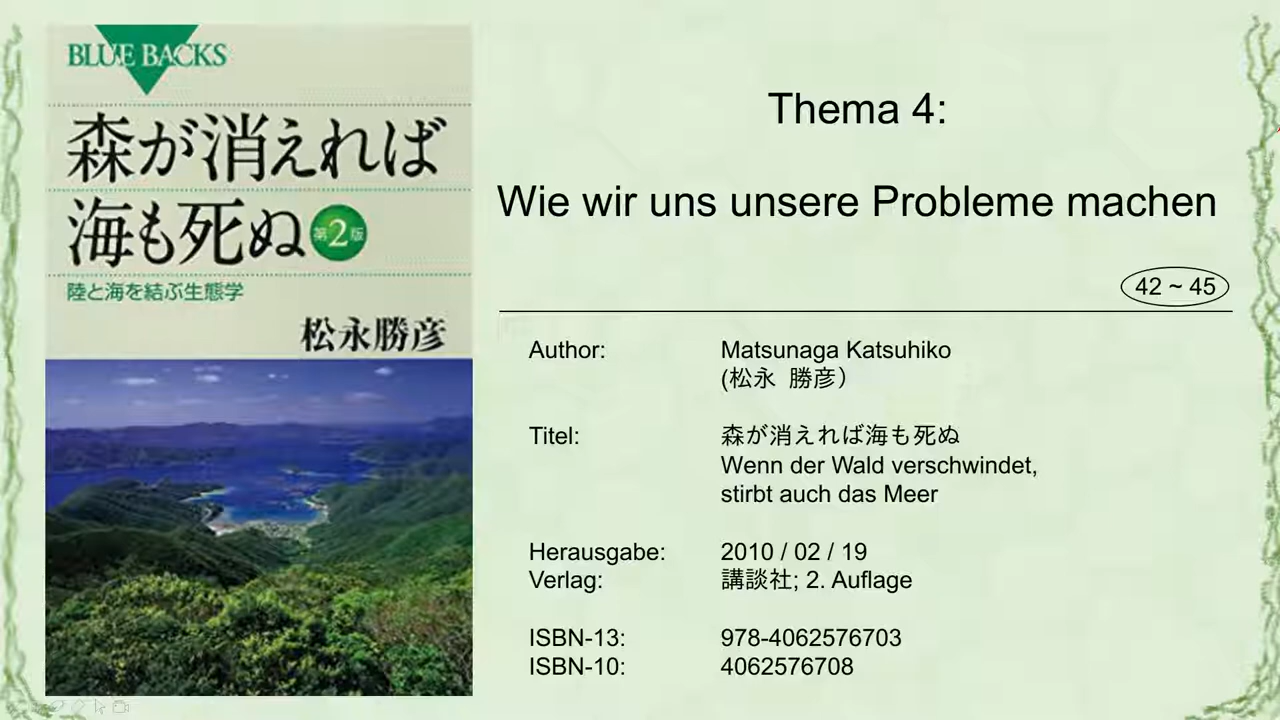 BLUE BACKS
森が消えれば
海も死ぬ 第2版
陸と海を結ぶ生態学
松永勝彦
Thema 4:
Wie wir uns unsere Probleme machen
42 ~ 45
Author: Matsunaga Katsuhiko
(松永 勝彦）
Titel: 森が消えれば海も死ぬ
Wenn der Wald verschwindet,
stirbt auch das Meer
Herausgabe: 2010 / 02 / 19
Verlag: 講談社; 2. Auflage
ISBN-13: 978-4062576703
ISBN-10: 4062576708